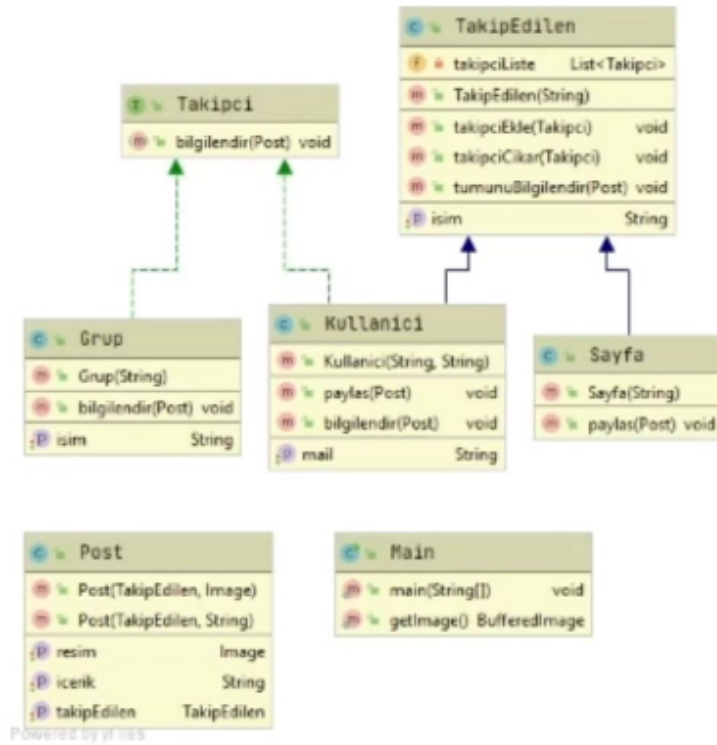 TakipEdilen
takipciListe List<Takipci>
TakipEdilen(String)
takipciEkle(Takipci) void
takipciCikar(Takipci) void
tumunuBilgilendir(Post) void
isim String
Takipci
bilgilendir(Post) void
Grup
Grup(String)
bilgilendir(Post) void
isim String
Kullanici
Kullanici(String, String)
paylas(Post) void
bilgilendir(Post) void
mail String
Sayfa
Sayfa(String)
paylas(Post) void
Post
Post(TakipEdilen, Image)
Post(TakipEdilen, String)
resim Image
icerik String
takipEdilen TakipEdilen
Main
main(String[]) void
getImage() BufferedImage
Powered by yFiles